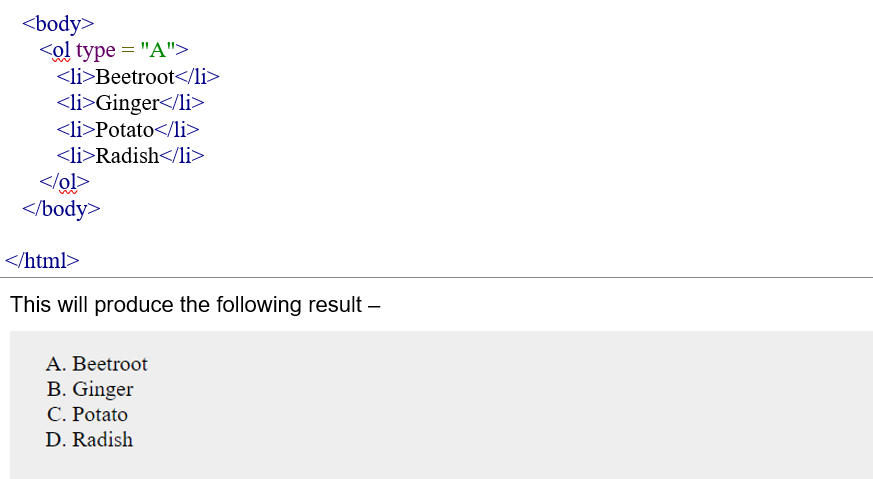 <body>
<ol type = "A">
<li>Beetroot</li>
<li>Ginger</li>
<li>Potato</li>
<li>Radish</li>
</ol>
</body>
</html>
This will produce the following result –
A. Beetroot
B. Ginger
C. Potato
D. Radish